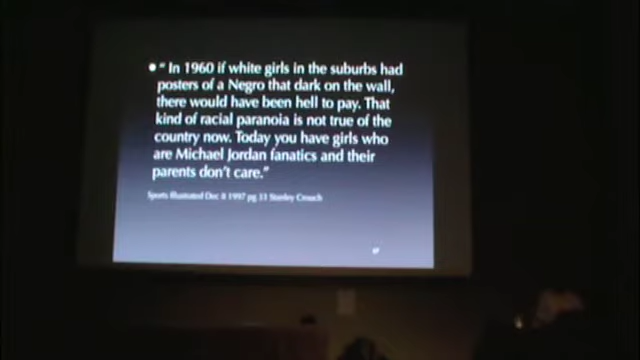 • “ In 1960 if white girls in the suburbs had
posters of a Negro that dark on the wall,
there would have been hell to pay. That
kind of racial paranoia is not true of the
country now. Today you have girls who
are Michael Jordan fanatics and their
parents don't care.”
Sports Illustrated Dec 8 1997 pg 33 Stanley Crouch